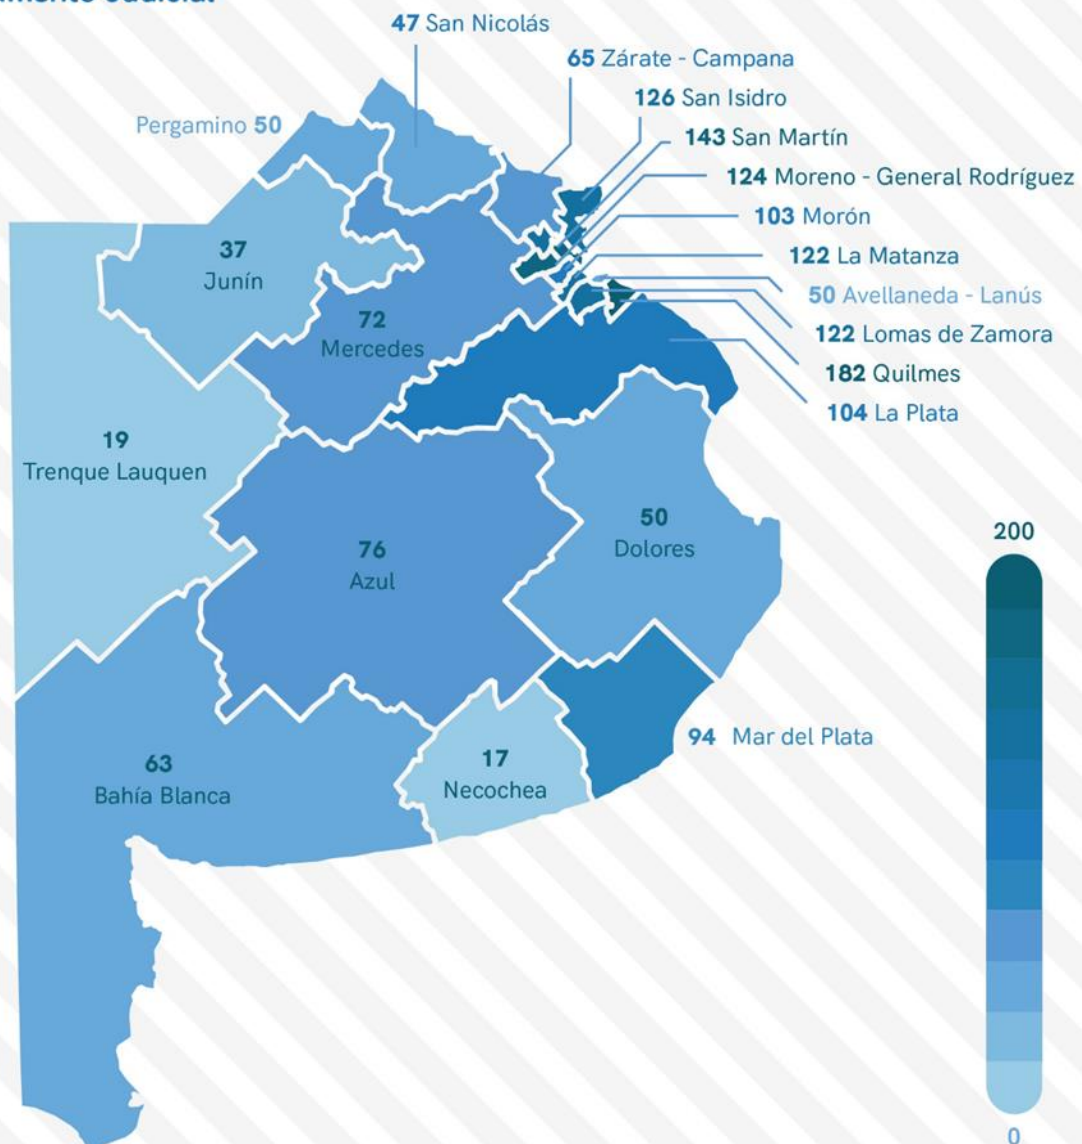 47 San Nicolás
65 Zárate - Campana
126 San Isidro
Pergamino 50
143 San Martín
124 Moreno - General Rodríguez
103 Morón
37
Junín
122 La Matanza
50 Avellaneda - Lanús
72
Mercedes
122 Lomas de Zamora
182 Quilmes
104 La Plata
19
Trenque Lauquen
50
Dolores
200
76
Azul
94 Mar del Plata
63
Bahía Blanca
17
Necochea
0